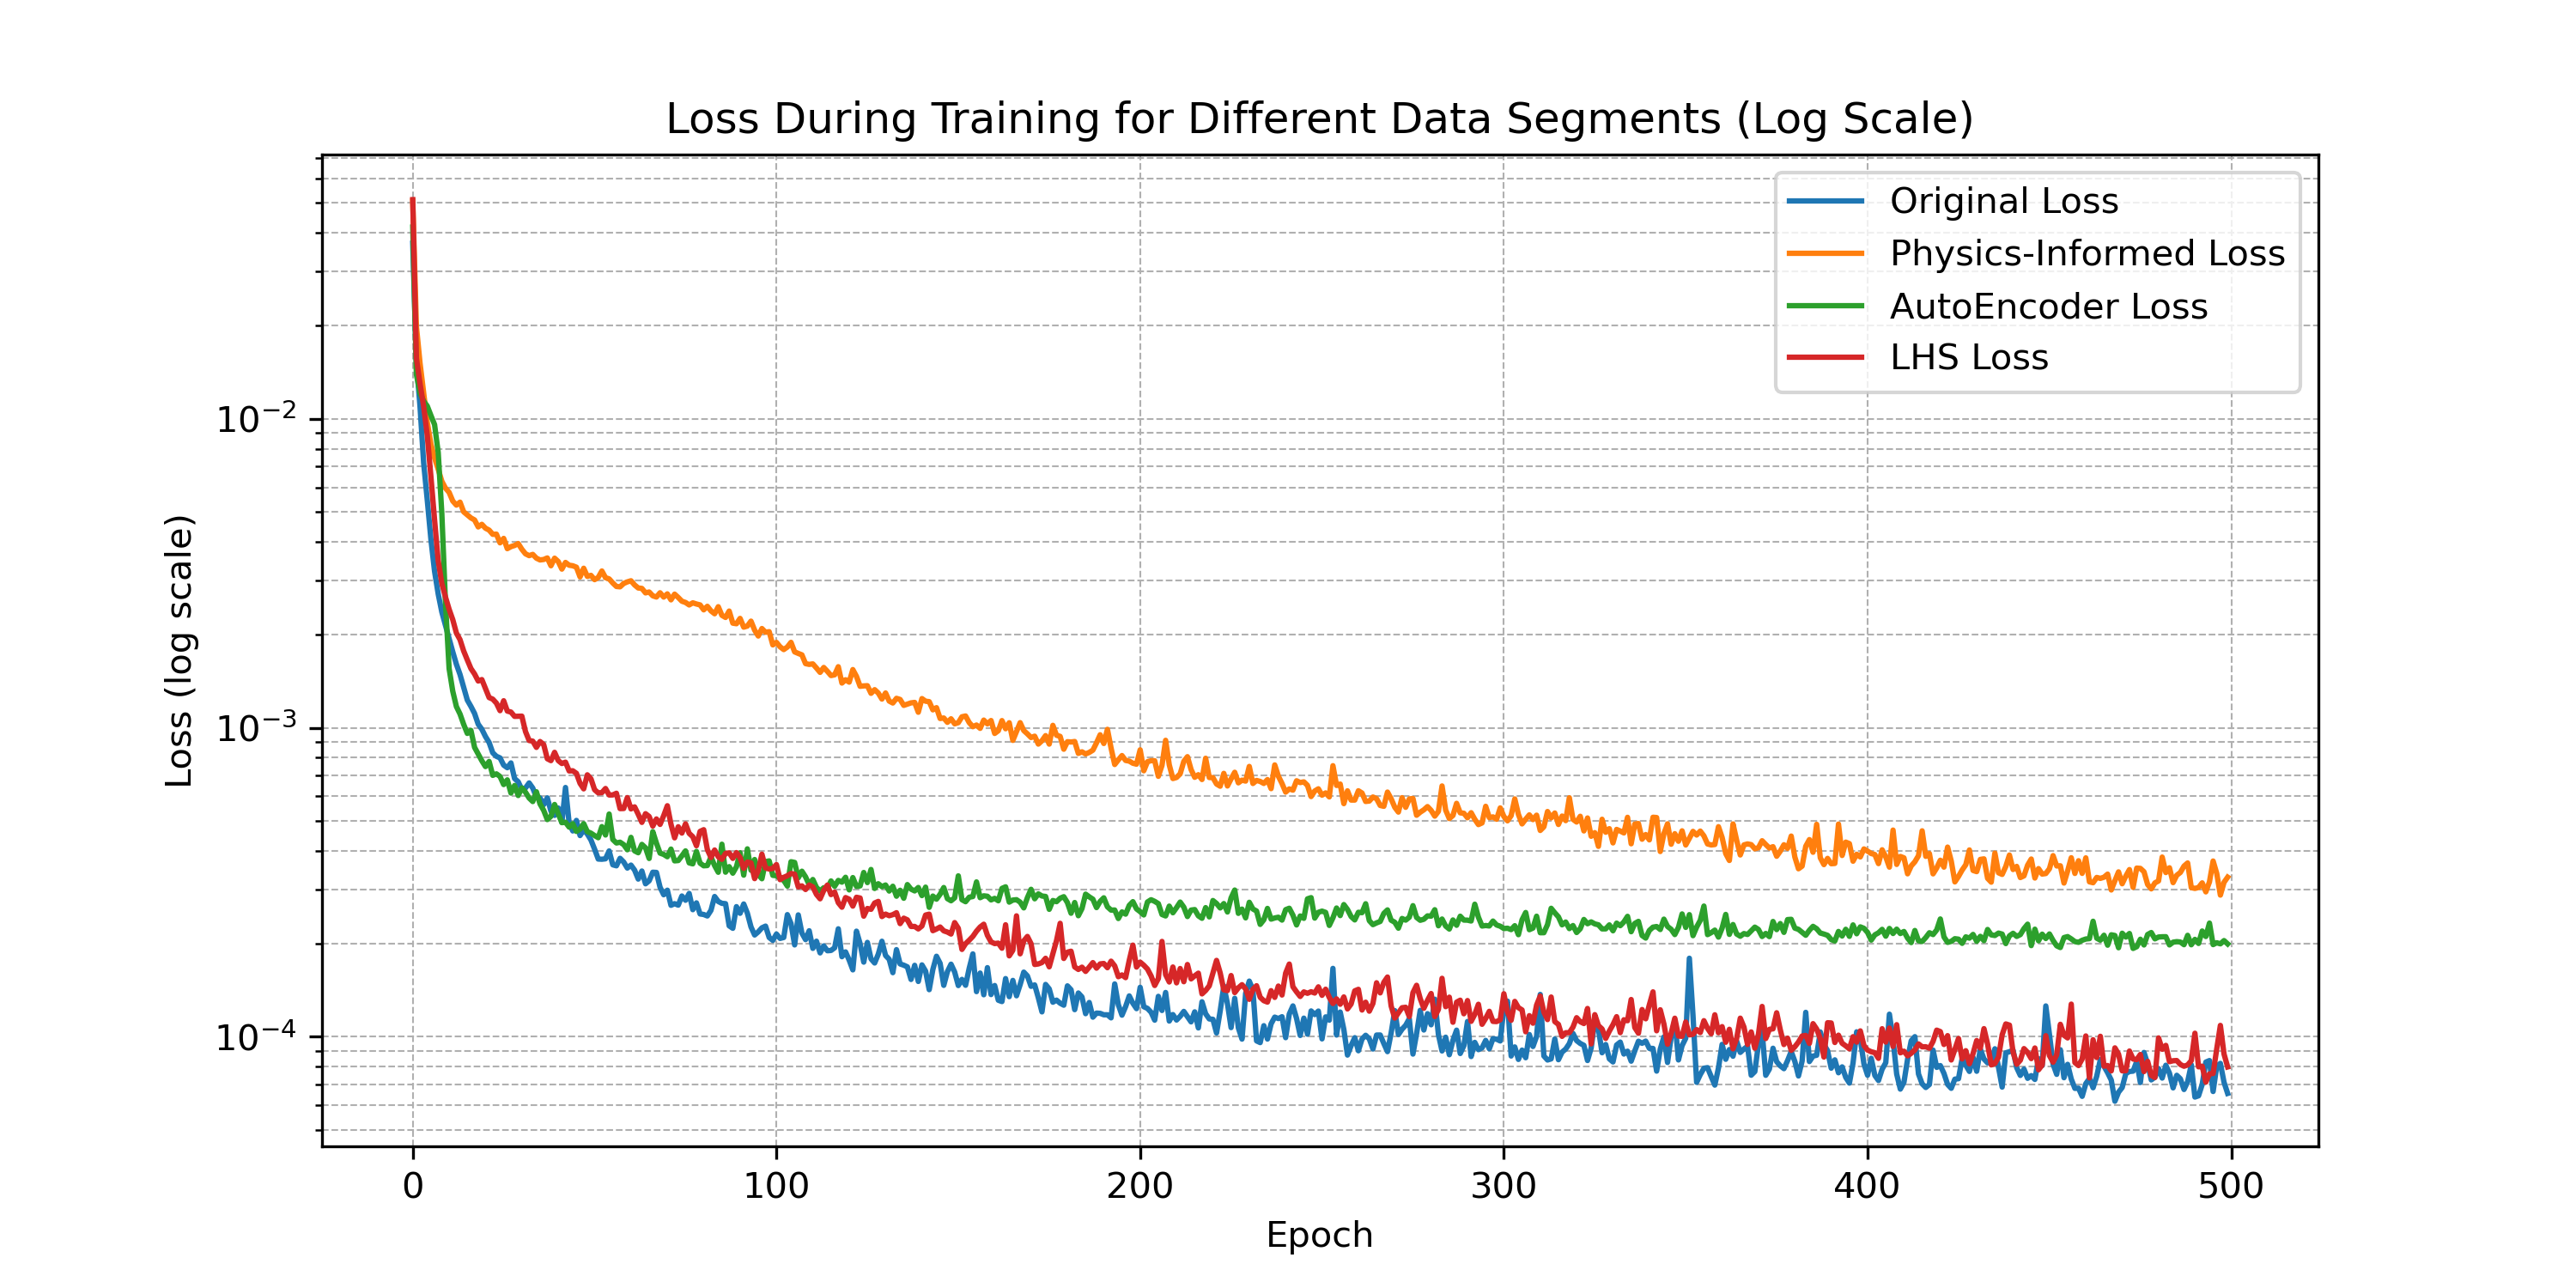 Loss During Training for Different Data Segments (Log Scale)
Original Loss
Physics-Informed Loss
AutoEncoder Loss
LHS Loss
Loss (log scale)
10⁻²
10⁻³
10⁻⁴
0 100 200 300 400 500
Epoch